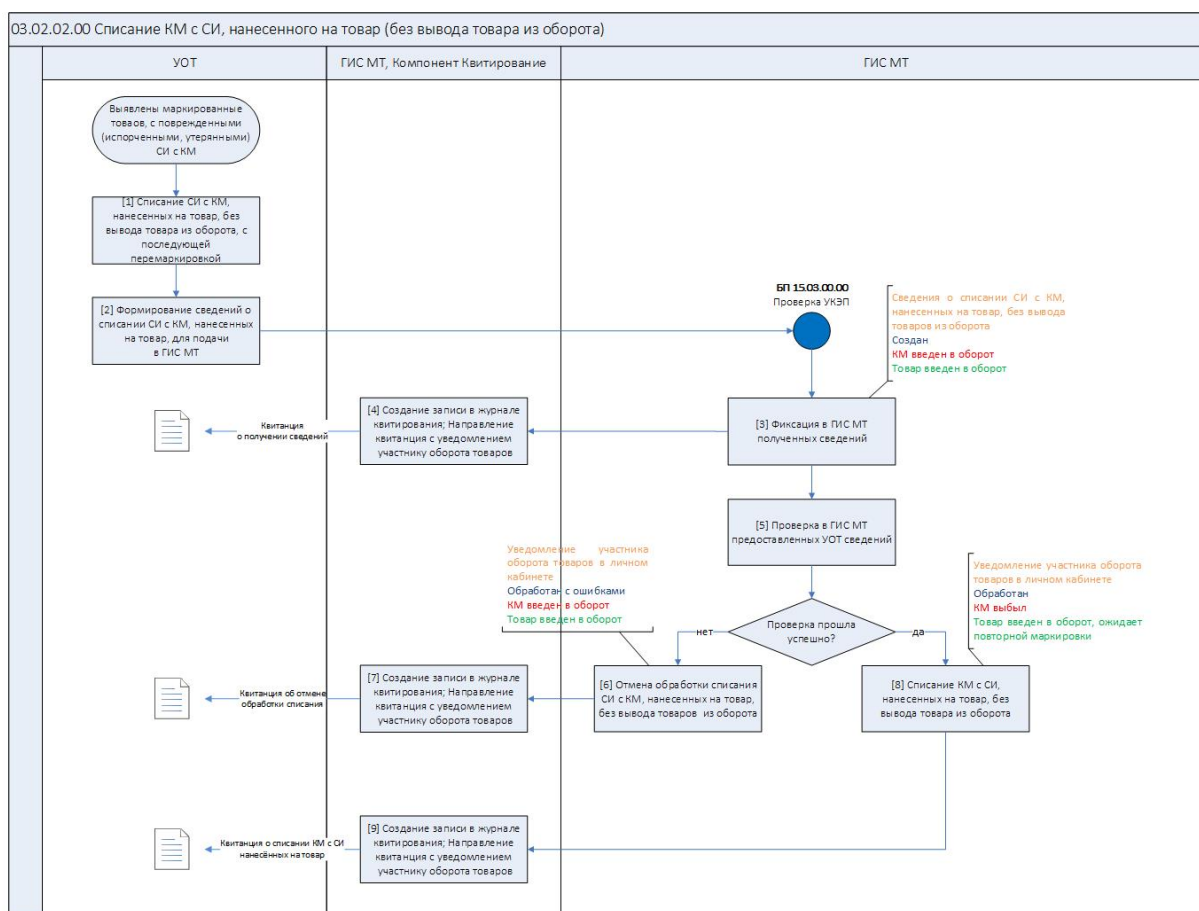 03.02.02.00 Списание КМ с СИ, нанесенного на товар (без вывода товара из оборота)
УОТ
ГИС МТ, Компонент Квитирование
ГИС МТ
Выявлены маркированные
товаов, с поврежденными
(испорченными, утерянными)
СИ с КМ
[1] Списание СИ с КМ,
нанесенных на товар, без
вывода товара из оборота, с
последующей
перемаркировкой
[2] Формирование сведений о
списании СИ с КМ, нанесенных
на товар, для подачи
в ГИС МТ
БП 15.03.00.00
Проверка УКЭП
Сведения о списании СИ с КМ,
нанесенных на товар, без вывода
товаров из оборота
Создан
КМ введен в оборот
Товар введен в оборот
Квитанция
о получении сведений
[4] Создание записи в журнале
квитирования; Направление
квитанция с уведомлением
участнику оборота товаров
[3] Фиксация в ГИС МТ
полученных сведений
[5] Проверка в ГИС МТ
предоставленных УОТ сведений
Уведомление участника
оборота товаров в личном
кабинете
Обработан с ошибками
КМ введен в оборот
Товар введен в оборот
Уведомление участника оборота
товаров в личном кабинете
Обработан
КМ выбыл
Товар введен в оборот, ожидает
повторной маркировки
нет
Проверка прошла
успешно?
да
Квитанция об отмене
обработки списания
[7] Создание записи в журнале
квитирования; Направление
квитанция с уведомлением
участнику оборота товаров
[6] Отмена обработки списания
СИ с КМ, нанесенных на товар,
без вывода товаров из оборота
[8] Списание КМ с СИ,
нанесенных на товар, без
вывода товара из оборота
Квитанция о списании КМ с СИ
нанесённых на товар
[9] Создание записи в журнале
квитирования; Направление
квитанция с уведомлением
участнику оборота товаров